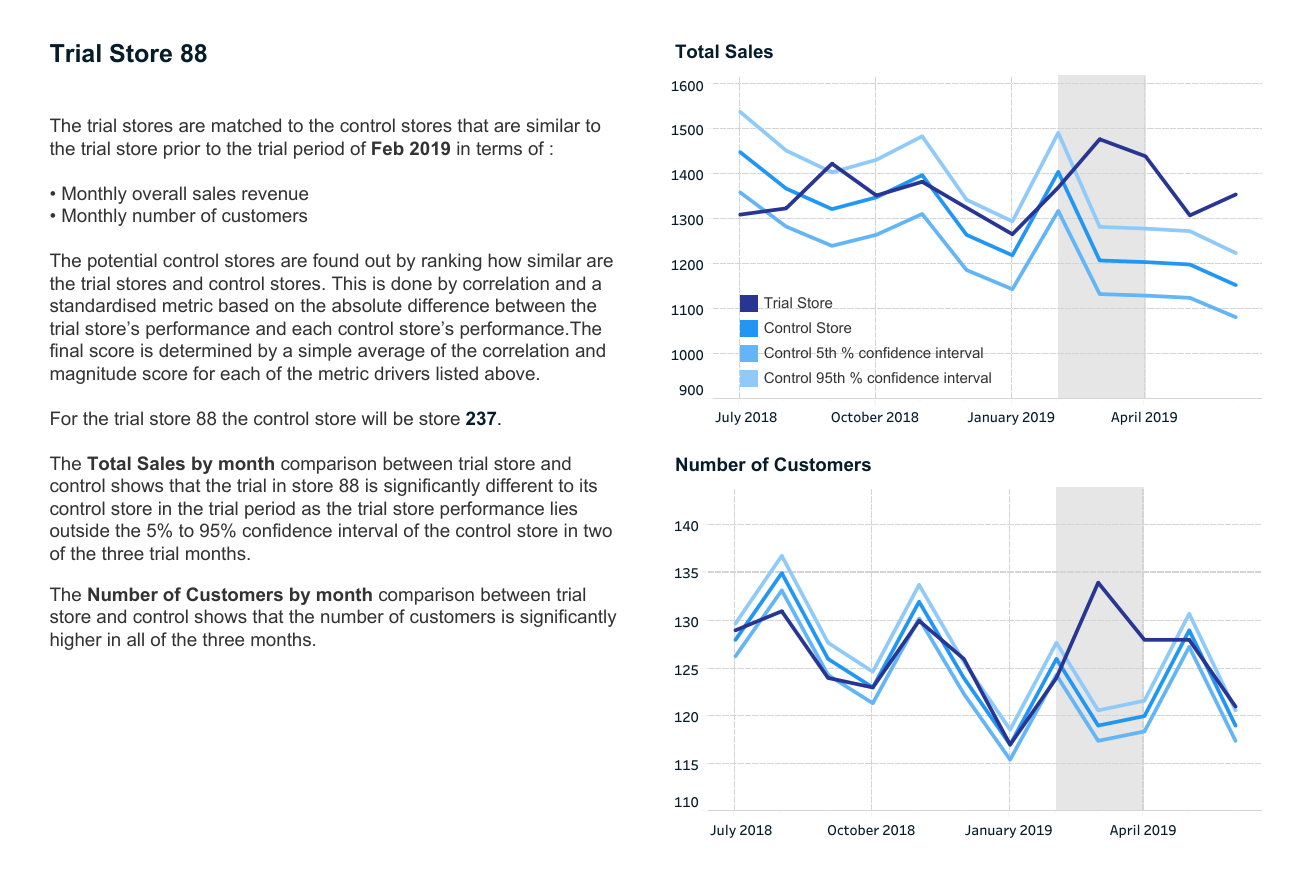 Trial Store 88
The trial stores are matched to the control stores that are similar to
the trial store prior to the trial period of Feb 2019 in terms of :
• Monthly overall sales revenue
• Monthly number of customers
The potential control stores are found out by ranking how similar are
the trial stores and control stores. This is done by correlation and a
standardised metric based on the absolute difference between the
trial store's performance and each control store's performance.The
final score is determined by a simple average of the correlation and
magnitude score for each of the metric drivers listed above.
For the trial store 88 the control store will be store 237.
The Total Sales by month comparison between trial store and
control shows that the trial in store 88 is significantly different to its
control store in the trial period as the trial store performance lies
outside the 5% to 95% confidence interval of the control store in two
of the three trial months.
The Number of Customers by month comparison between trial
store and control shows that the number of customers is significantly
higher in all of the three months.
Total Sales
1600
1500
1400
1300
1200
1100
1000
900
Trial Store
Control Store
Control 5th % confidence interval
Control 95th % confidence interval
July 2018 October 2018 January 2019 April 2019
Number of Customers
140
135
130
125
120
115
110
July 2018 October 2018 January 2019 April 2019